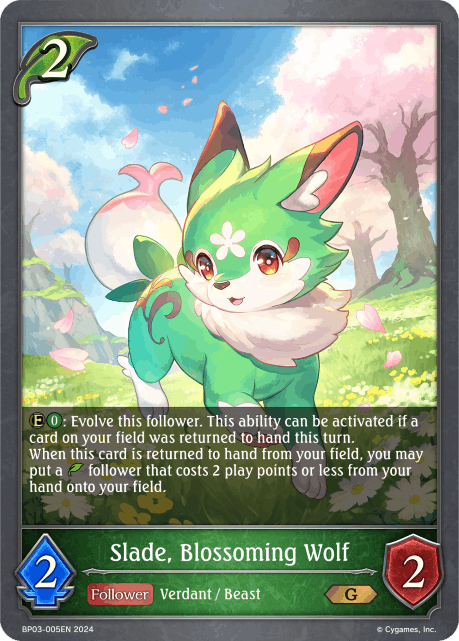 2
E 0: Evolve this follower. This ability can be activated if a
card on your field was returned to hand this turn.
When this card is returned to hand from your field, you may
put a follower that costs 2 play points or less from your
hand onto your field.
Slade, Blossoming Wolf
2
Follower Verdant / Beast
G
2
BP03-005EN 2024
© Cygames, Inc.